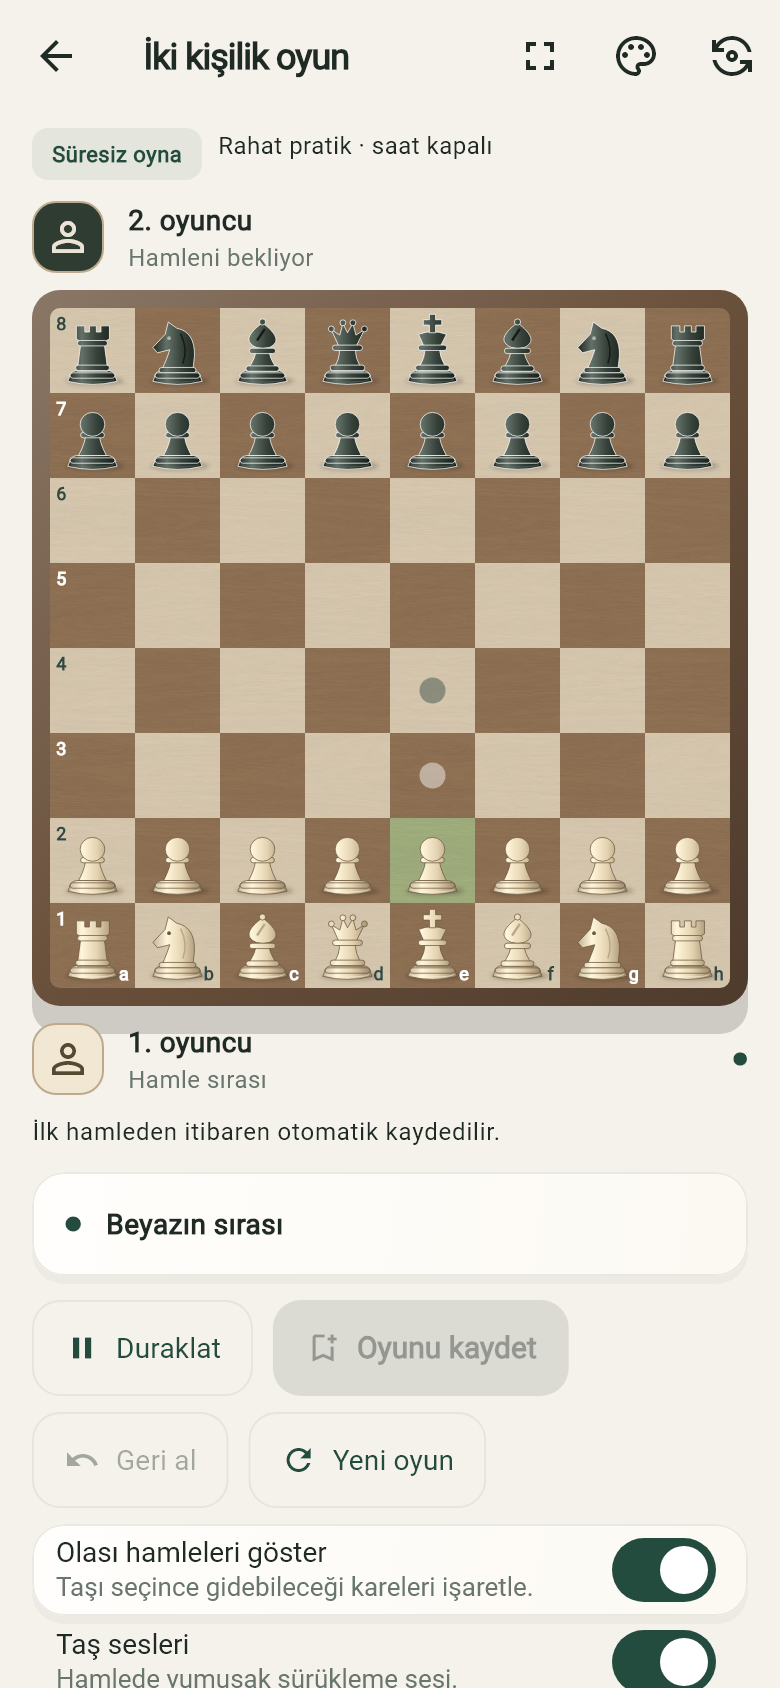 İki kişilik oyun
Süresiz oyna
Rahat pratik · saat kapalı
2. oyuncu
Hamleni bekliyor
8
7
6
5
4
3
2
1
a b c d e f g h
1. oyuncu
Hamle sırası
İlk hamleden itibaren otomatik kaydedilir.
Beyazın sırası
Duraklat
Oyunu kaydet
Geri al
Yeni oyun
Olası hamleleri göster
Taşı seçince gidebileceği kareleri işaretle.
Taş sesleri
Hamlede yumuşak sürükleme sesi.